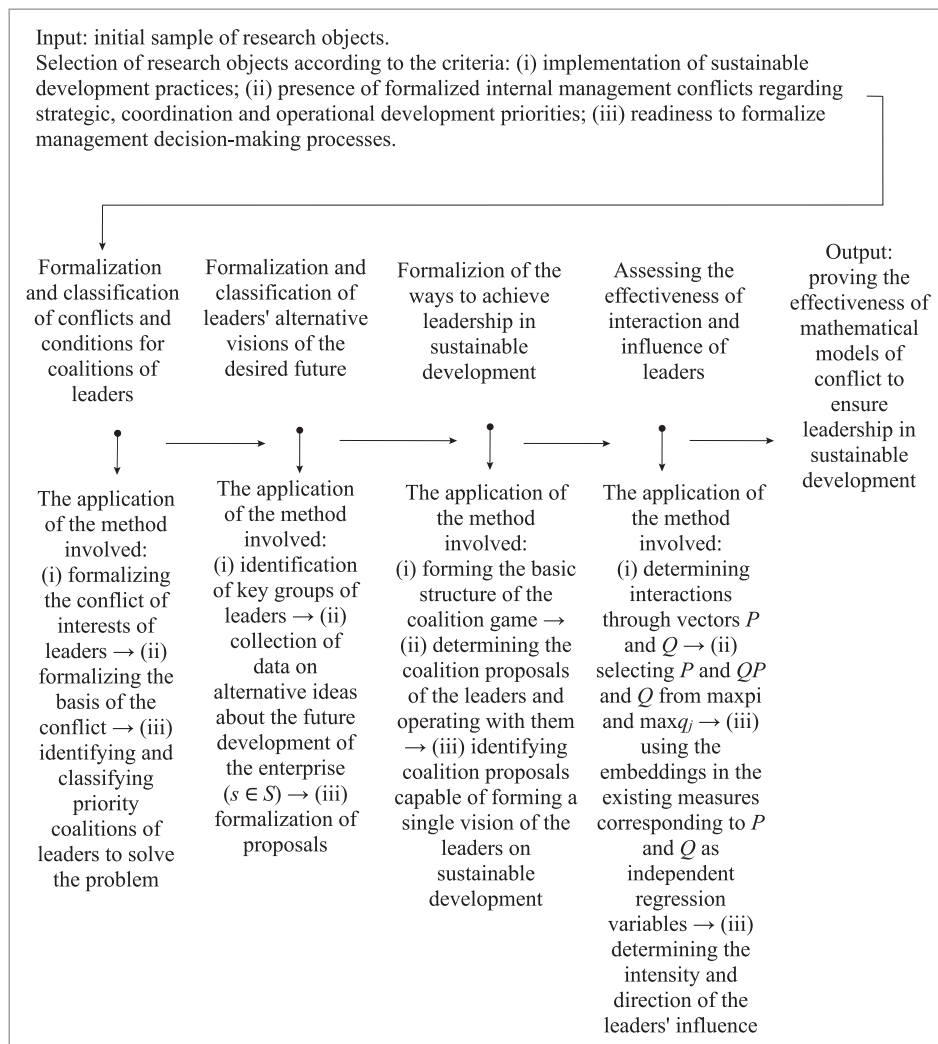 Input: initial sample of research objects.
Selection of research objects according to the criteria: (i) implementation of sustainable
development practices; (ii) presence of formalized internal management conflicts regarding
strategic, coordination and operational development priorities; (iii) readiness to formalize
management decision-making processes.
Formalization
and classification
of conflicts and
conditions for
coalitions of
leaders
Formalization and
classification of
leaders' alternative
visions of the
desired future
Formalizion of the
ways to achieve
leadership in
sustainable
development
Assessing the
effectiveness of
interaction and
influence of
leaders
Output:
proving the
effectiveness of
mathematical
models of
conflict to
ensure
leadership in
sustainable
development
The application
of the method
involved:
(i) formalizing
the conflict of
interests of
leaders → (ii)
formalizing the
basis of the
conflict → (iii)
identifying and
classifying
priority
coalitions of
leaders to solve
the problem
The application
of the method
involved:
(i) identification
of key groups of
leaders → (ii)
collection of
data on
alternative ideas
about the future
development of
the enterprise
(s ∈ S) → (iii)
formalization of
proposals
The application of
the method
involved:
(i) forming the basic
structure of the
coalition game →
(ii) determining the
coalition proposals
of the leaders and
operating with them
→ (iii) identifying
coalition proposals
capable of forming a
single vision of the
leaders on
sustainable
development
The application of
the method
involved:
(i) determining
interactions
through vectors P
and Q → (ii)
selecting P and QP
and Q from maxpi
and maxqj → (iii)
using the
embeddings in the
existing measures
corresponding to P
and Q as
independent
regression
variables → (iii)
determining the
intensity and
direction of the
leaders' influence